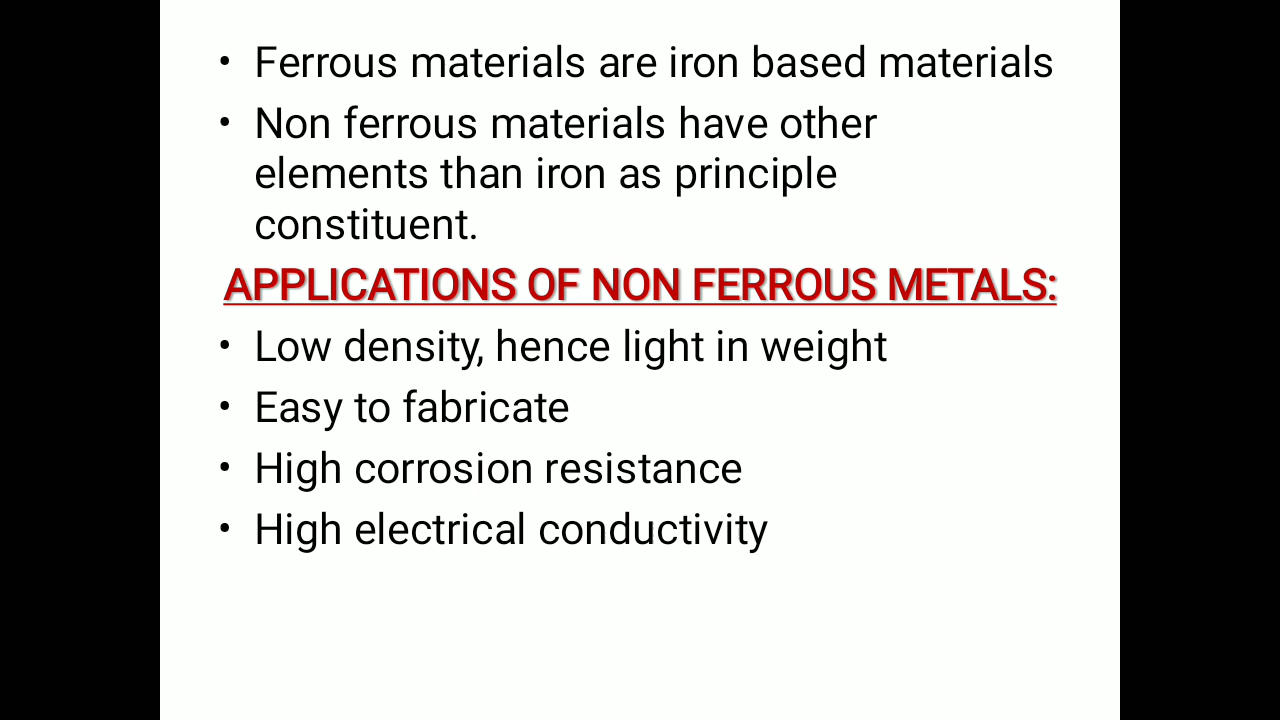 • Ferrous materials are iron based materials
• Non ferrous materials have other
elements than iron as principle
constituent.
APPLICATIONS OF NON FERROUS METALS:
• Low density, hence light in weight
• Easy to fabricate
• High corrosion resistance
• High electrical conductivity